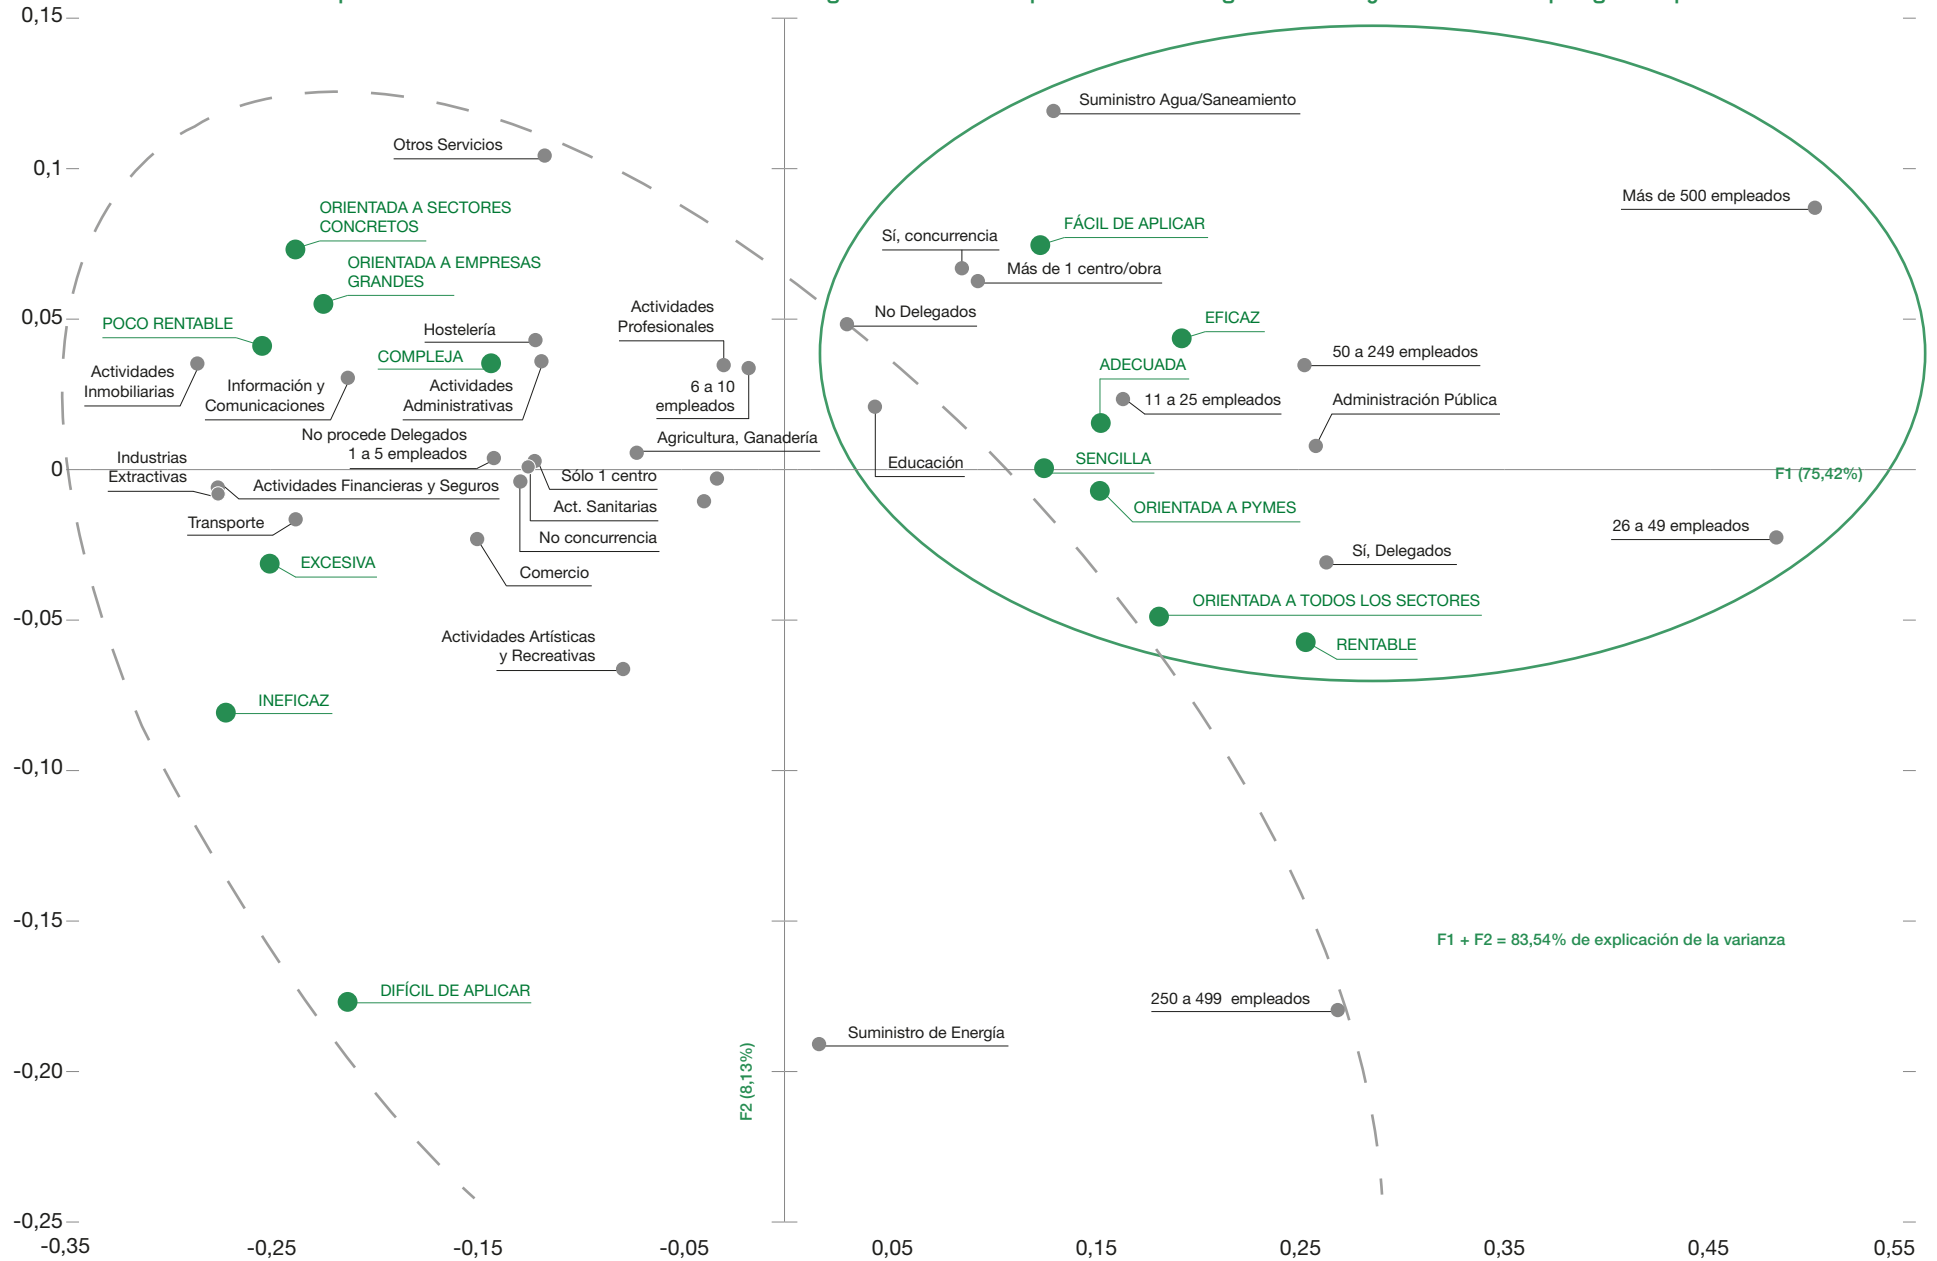 0,15
Suministro Agua/Saneamiento
Otros Servicios
0,1
Más de 500 empleados
ORIENTADA A SECTORES
CONCRETOS
FÁCIL DE APLICAR
Sí, concurrencia
ORIENTADA A EMPRESAS
GRANDES
Más de 1 centro/obra
Actividades
Profesionales
No Delegados
0,05
POCO RENTABLE
Hostelería
EFICAZ
COMPLEJA
50 a 249 empleados
ADECUADA
Actividades
Inmobiliarias
Información y
Comunicaciones
Actividades
Administrativas
6 a 10
empleados
11 a 25 empleados
Administración Pública
No procede Delegados
1 a 5 empleados
Agricultura, Ganadería
Industrias
Extractivas
0
Educación
SENCILLA
F1 (75,42%)
Actividades Financieras y Seguros
Sólo 1 centro
Act. Sanitarias
ORIENTADA A PYMES
Transporte
No concurrencia
26 a 49 empleados
Sí, Delegados
EXCESIVA
Comercio
ORIENTADA A TODOS LOS SECTORES
-0,05
Actividades Artísticas
y Recreativas
RENTABLE
INEFICAZ
-0,10
-0,15
F1 + F2 = 83,54% de explicación de la varianza
DIFÍCIL DE APLICAR
250 a 499 empleados
Suministro de Energía
F2 (8,13%)
-0,20
-0,25
-0,35
-0,25
-0,15
-0,05
0,05
0,15
0,25
0,35
0,45
0,55